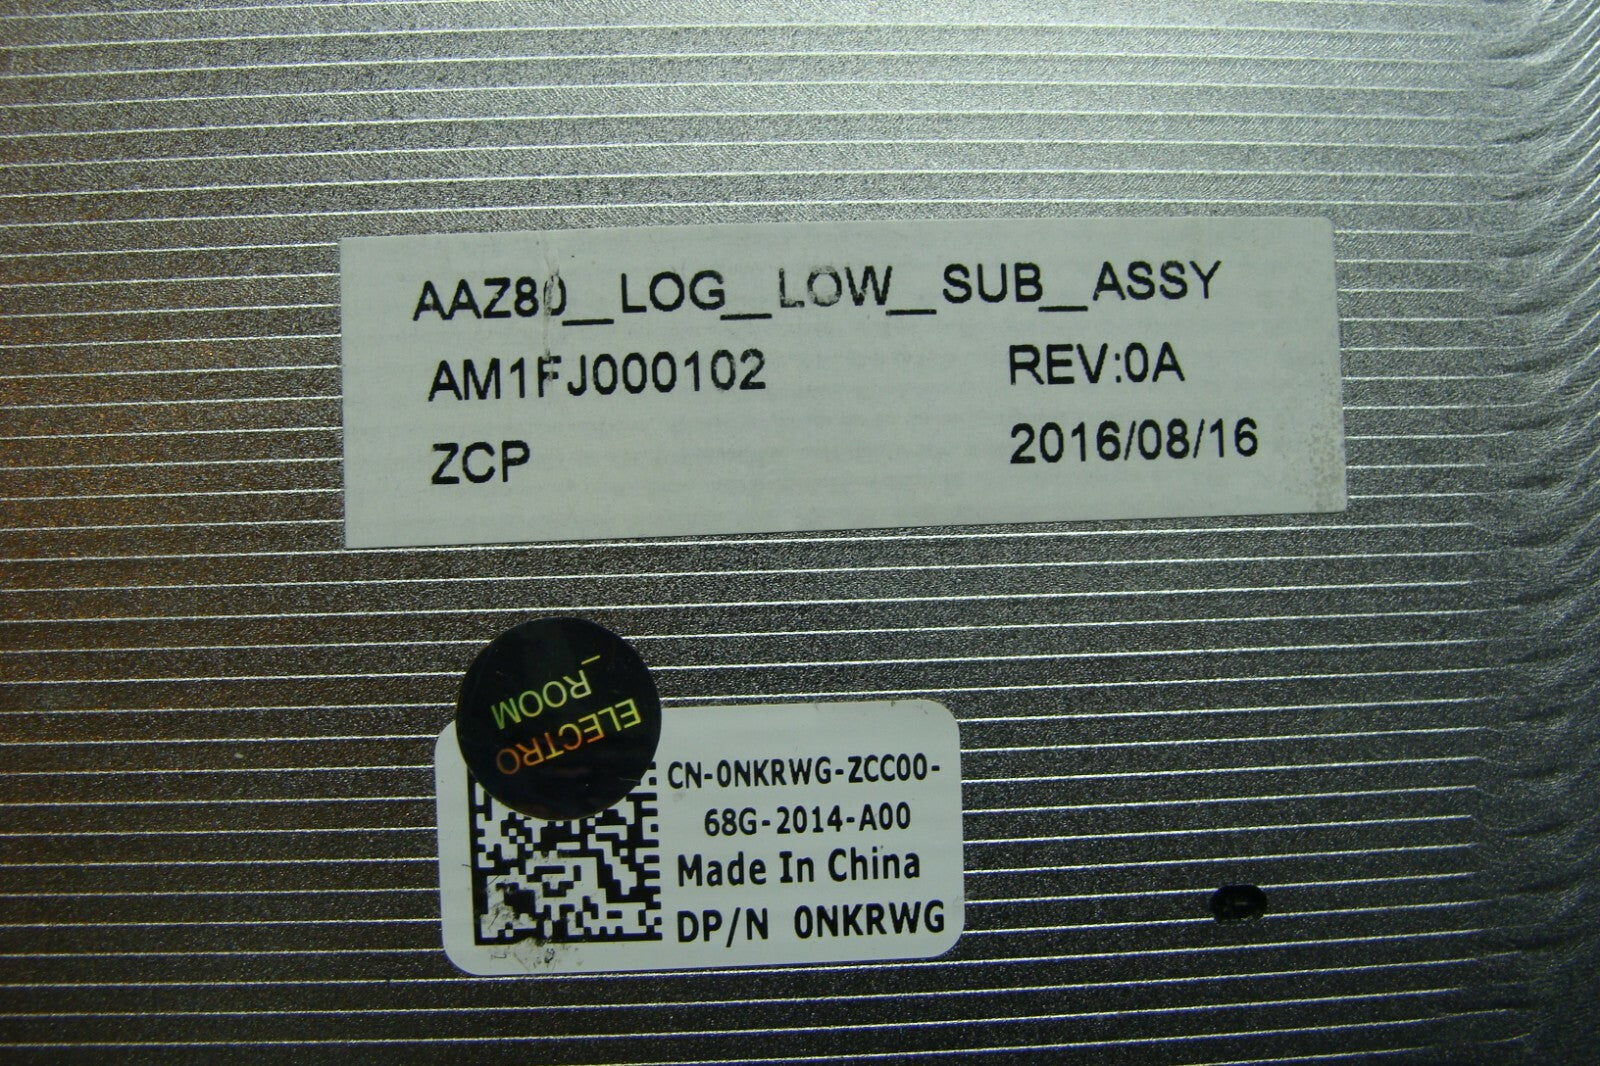 AAZ80__LOG__LOW__SUB__ASSY
AM1FJ000102 REV:0A
ZCP 2016/08/16
ELECTRO
_ROOM
CN-0NKRWG-ZCC00-
68G-2014-A00
Made In China
DP/N 0NKRWG